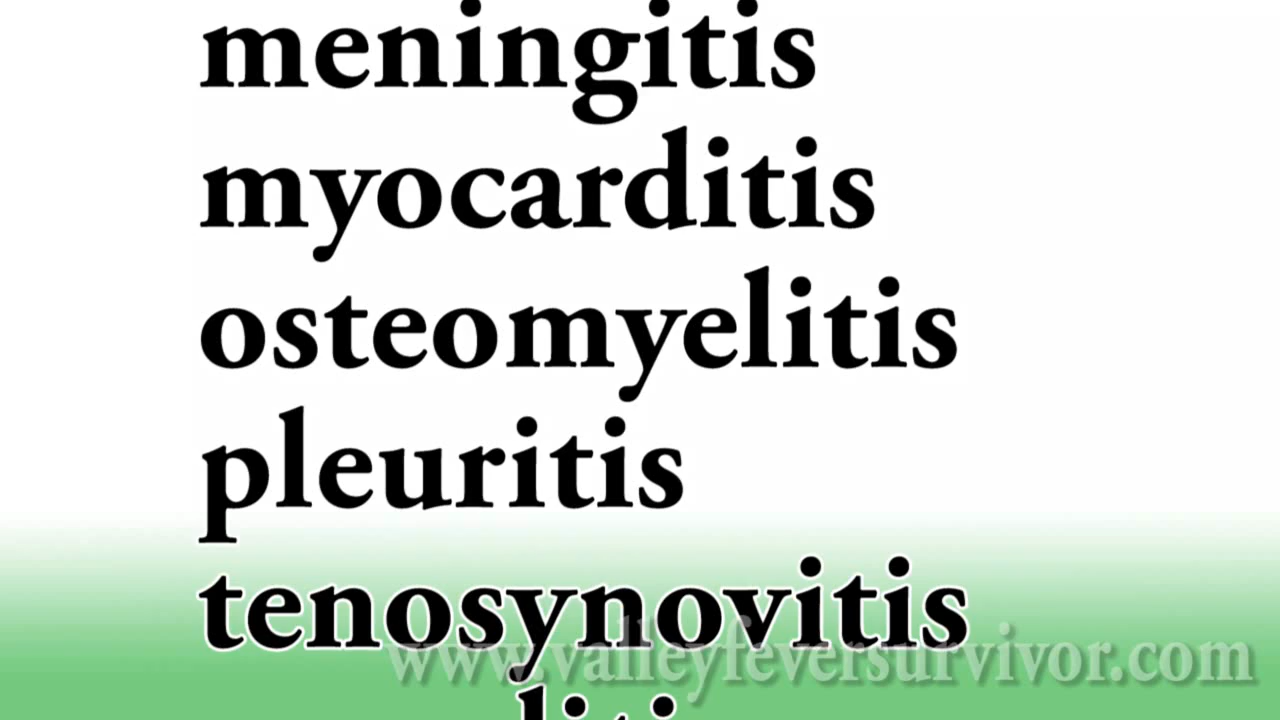 meningitis
myocarditis
osteomyelitis
pleuritis
tenosynovitis
www.valleyfeversurvivor.com